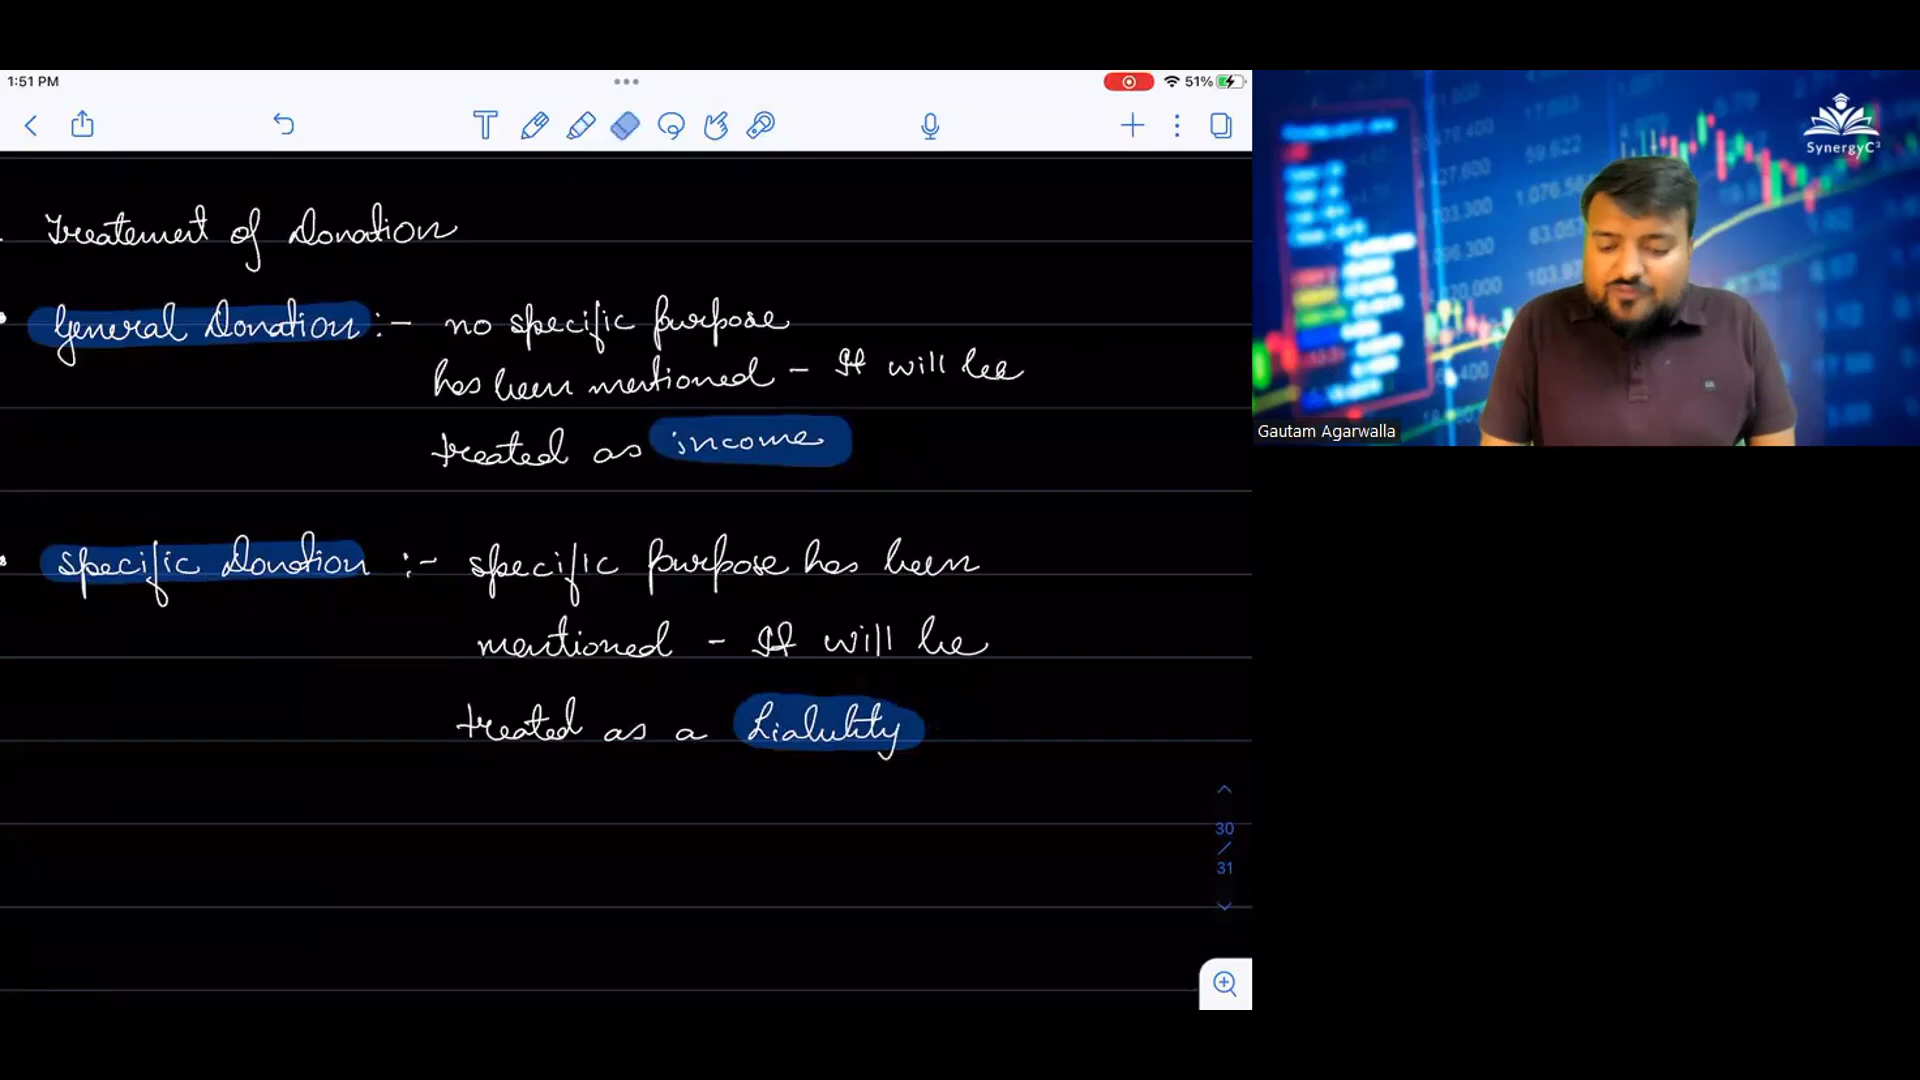 1:51 PM
51%
SynergyC³
Treatement of Donation
General Donation :- no specific purpose
has been mentioned - It will be
treated as income
Specific Donation :- specific purpose has been
mentioned - It will be
treated as a Liability
Gautam Agarwalla
30
/
31